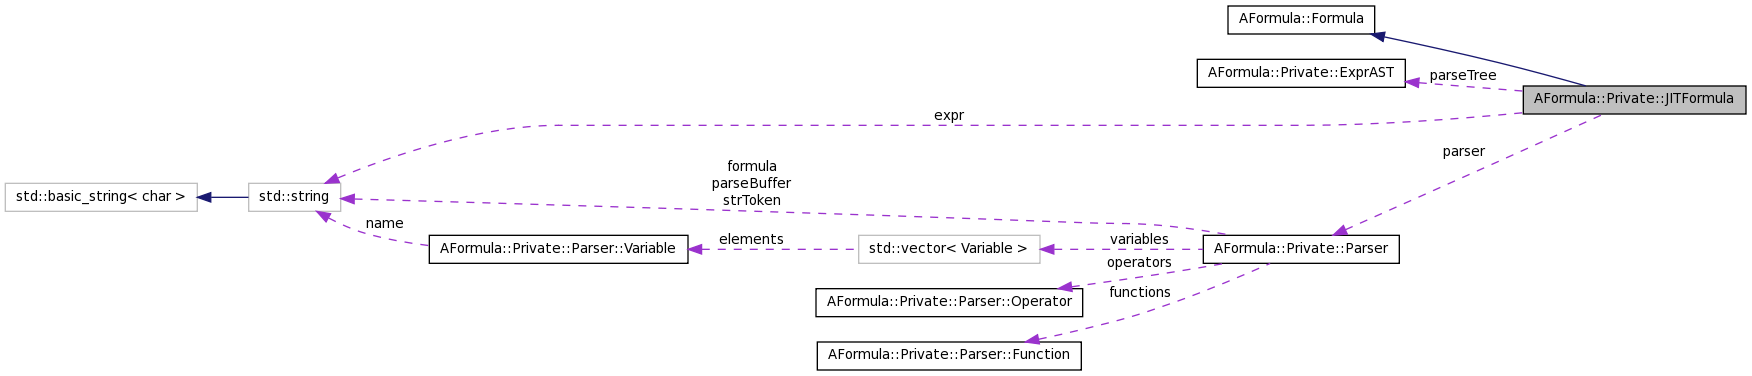 AFormula::Formula
AFormula::Private::ExprAST
parseTree
AFormula::Private::JITFormula
expr
parser
formula
parseBuffer
strToken
std::basic_string< char >
std::string
name
AFormula::Private::Parser::Variable
elements
std::vector< Variable >
variables
AFormula::Private::Parser
operators
functions
AFormula::Private::Parser::Operator
AFormula::Private::Parser::Function